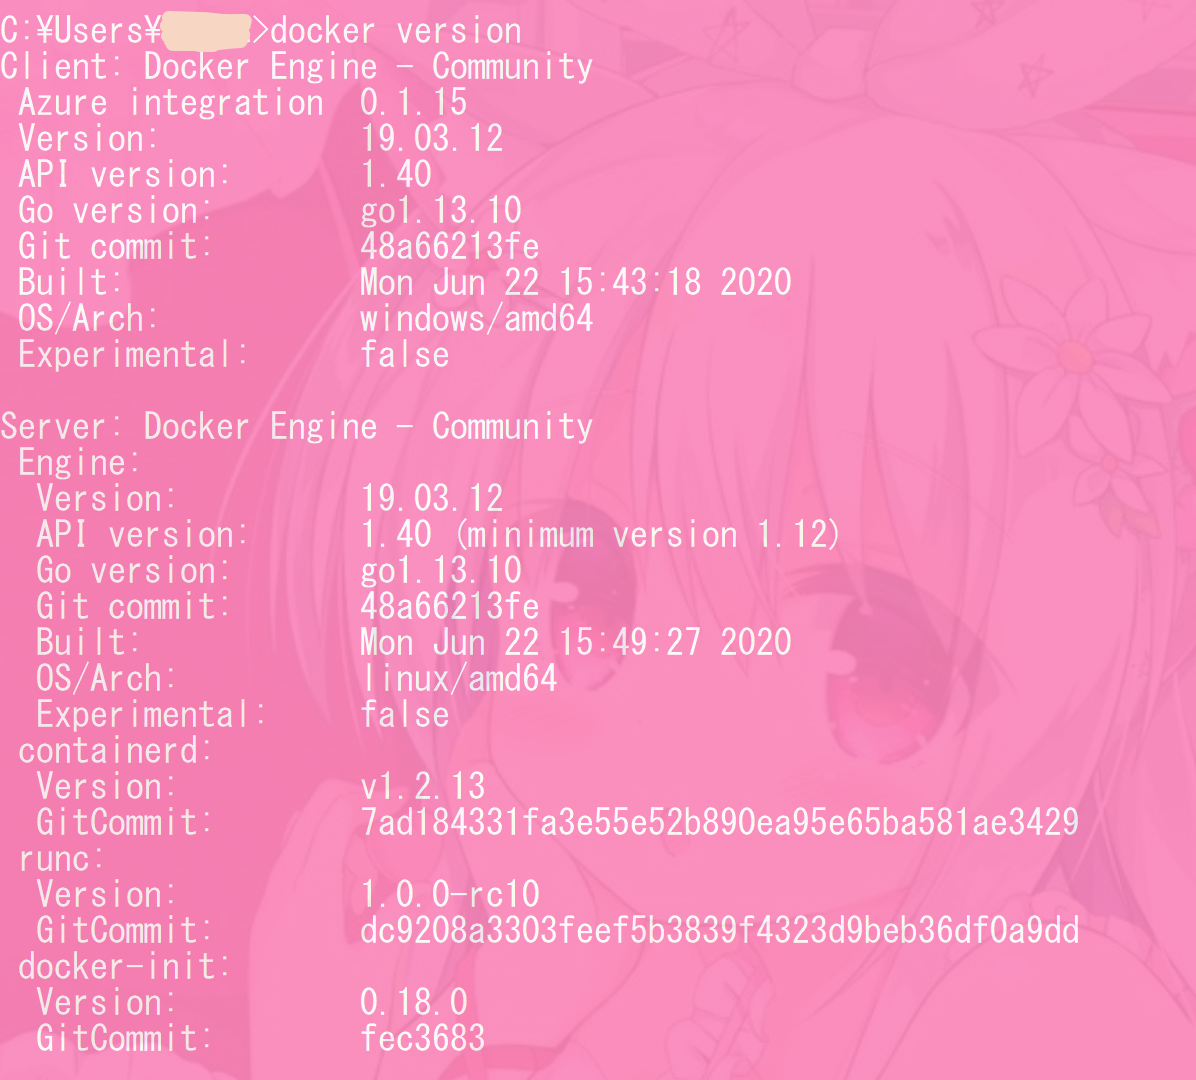 C:¥Users¥ >docker version
Client: Docker Engine - Community
 Azure integration  0.1.15
 Version:           19.03.12
 API version:       1.40
 Go version:        go1.13.10
 Git commit:        48a66213fe
 Built:             Mon Jun 22 15:43:18 2020
 OS/Arch:           windows/amd64
 Experimental:      false

Server: Docker Engine - Community
 Engine:
  Version:          19.03.12
  API version:      1.40 (minimum version 1.12)
  Go version:       go1.13.10
  Git commit:       48a66213fe
  Built:            Mon Jun 22 15:49:27 2020
  OS/Arch:          linux/amd64
  Experimental:     false
 containerd:
  Version:          v1.2.13
  GitCommit:        7ad184331fa3e55e52b890ea95e65ba581ae3429
 runc:
  Version:          1.0.0-rc10
  GitCommit:        dc9208a3303feef5b3839f4323d9beb36df0a9dd
 docker-init:
  Version:          0.18.0
  GitCommit:        fec3683